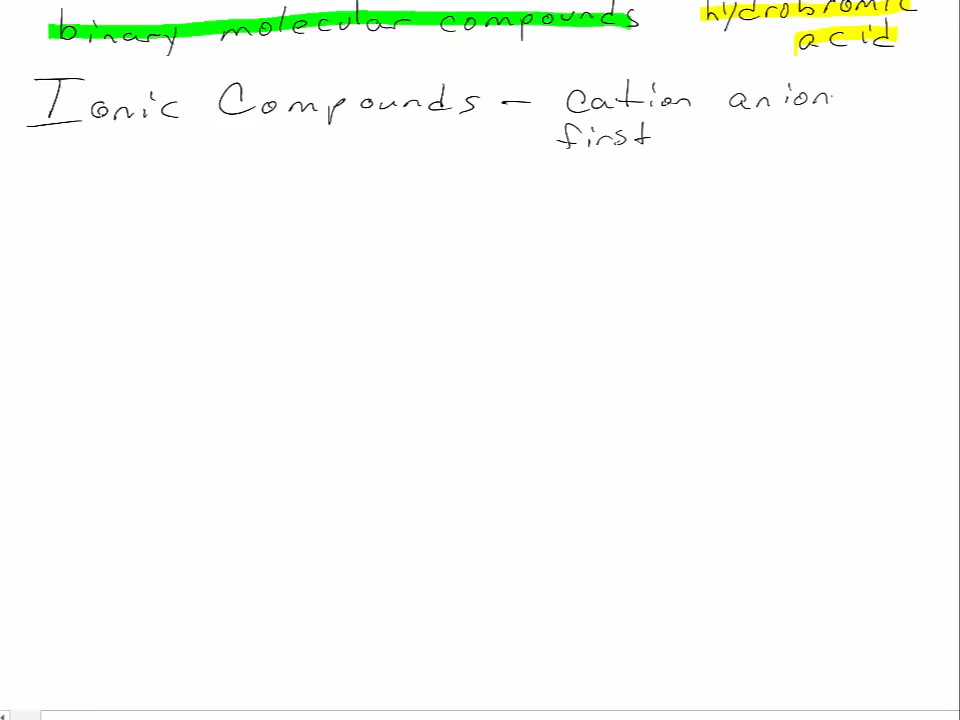 binary molecular compounds hydrobromic
acid
Ionic Compounds - cation anion
first